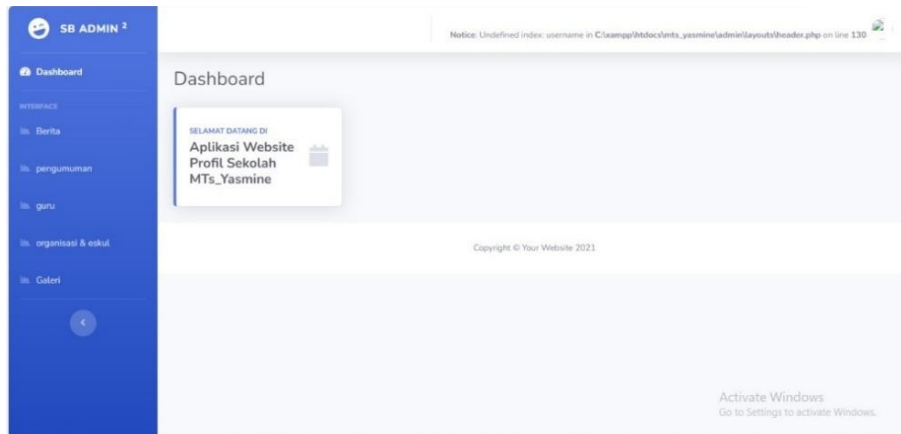 SB ADMIN 2
Notice: Undefined index: username in C:\xampp\htdocs\mts_yasmine\admin\layouts\header.php on line 130
Dashboard
Dashboard
INTERFACE
Berita
SELAMAT DATANG DI
Aplikasi Website
Profil Sekolah
MTs_Yasmine
pengumuman
guru
organisasi & eskul
Copyright © Your Website 2021
Galeri
Activate Windows
Go to Settings to activate Windows.